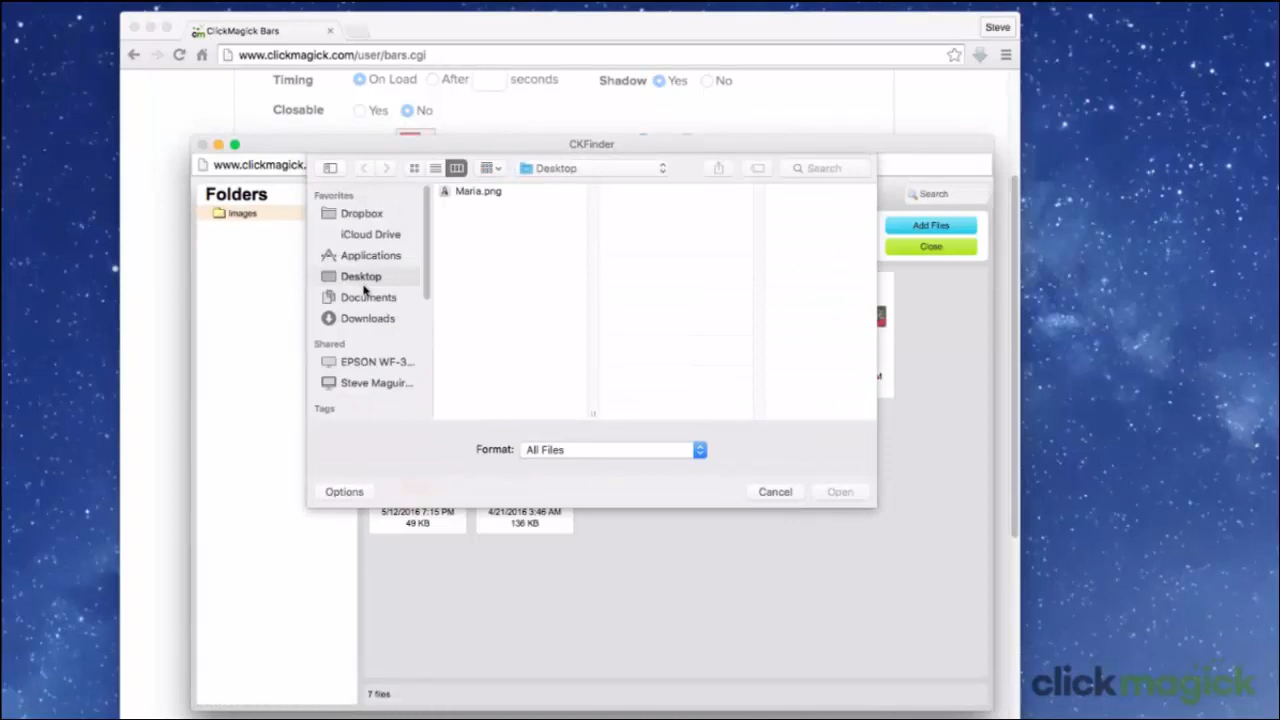 ClickMagick Bars
Steve
www.clickmagick.com/user/bars.cgi
Timing On Load After seconds Shadow Yes No
Closable Yes No
CKFinder
www.clickmagick.
Desktop Search
Folders
Images
Favorites
Dropbox
iCloud Drive
Applications
Desktop
Documents
Downloads
Shared
EPSON WF-3...
Steve Maguir...
Tags
Maria.png
Search
Add Files
Close
M
Format: All Files
Options Cancel Open
5/12/2016 7:15 PM 4/21/2016 3:46 AM
49 KB 136 KB
7 files
clickmagick